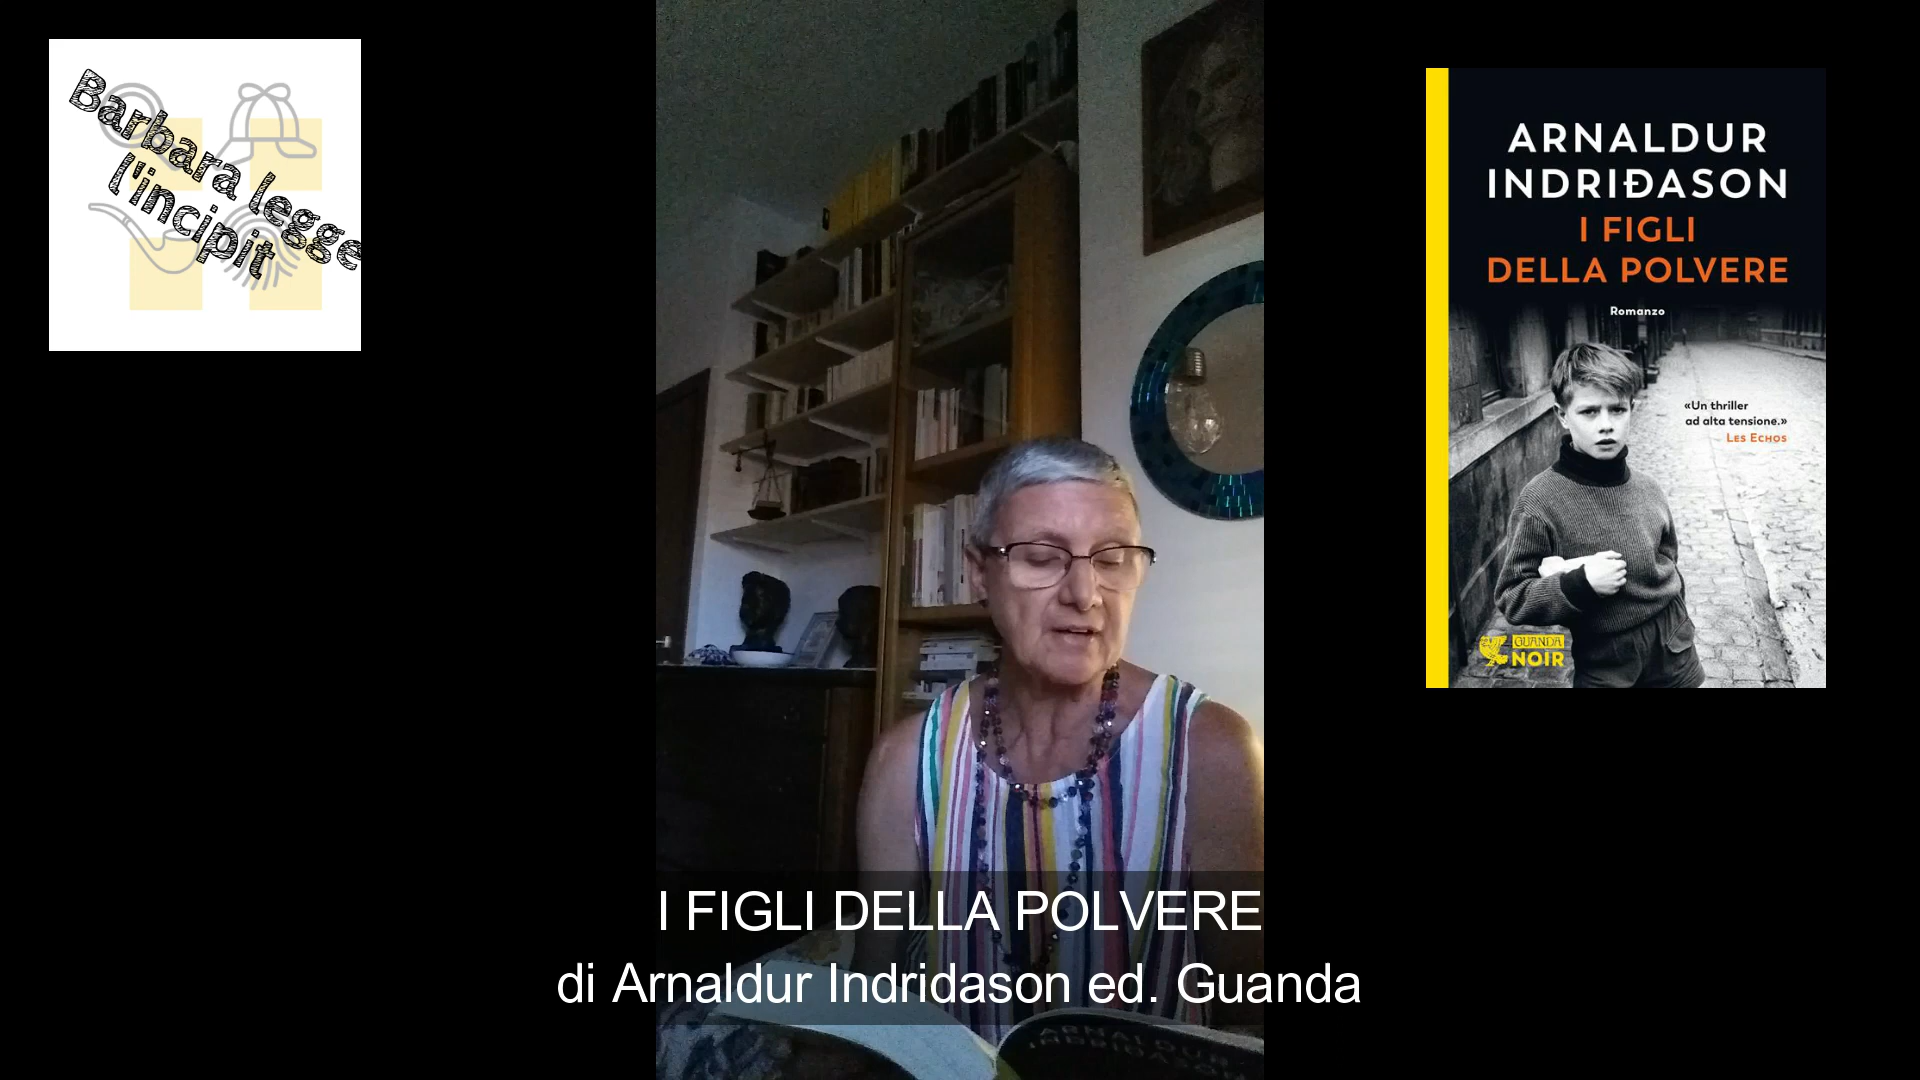 Barbara legge
l'incipit
ARNALDUR
INDRIÐASON
I FIGLI
DELLA POLVERE
Romanzo
«Un thriller
ad alta tensione.»
LES ECHOS
GUANDA
NOIR
I FIGLI DELLA POLVERE
di Arnaldur Indridason ed. Guanda
ARNALDUR